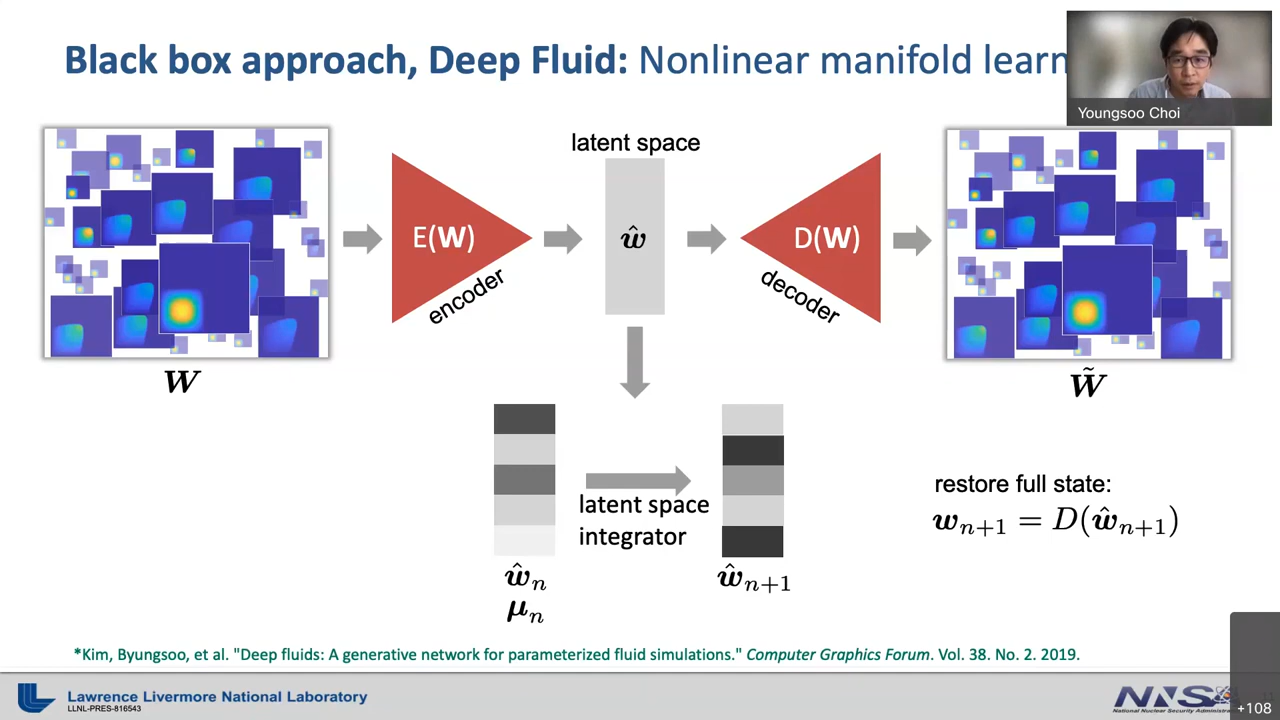 Black box approach, Deep Fluid: Nonlinear manifold learn
Youngsoo Choi
latent space
E(W)
encoder
ŵ
D(W)
decoder
W
W̃
latent space
integrator
ŵₙ
μₙ
ŵₙ₊₁
restore full state:
wₙ₊₁ = D(ŵₙ₊₁)
*Kim, Byungsoo, et al. "Deep fluids: A generative network for parameterized fluid simulations." Computer Graphics Forum. Vol. 38. No. 2. 2019.
Lawrence Livermore National Laboratory
LLNL-PRES-816543
National Nuclear Security
+108